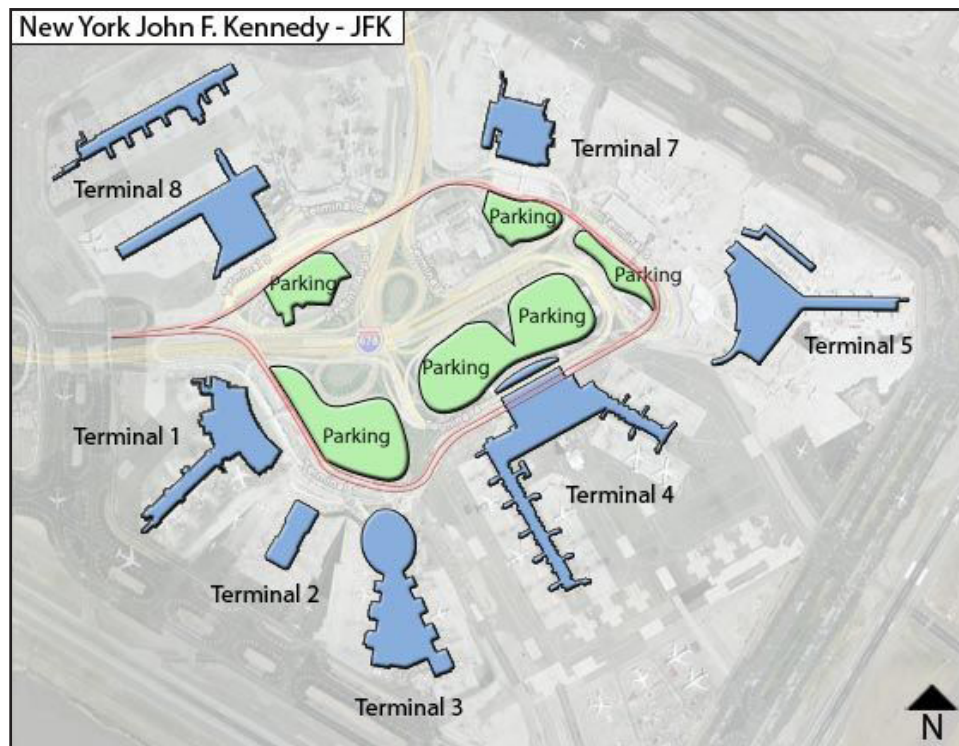 New York John F. Kennedy - JFK
Terminal 7
Terminal 8
Parking
Parking
Parking
Parking
Terminal 5
Parking
Terminal 1
Parking
Terminal 4
Terminal 2
Terminal 3
N